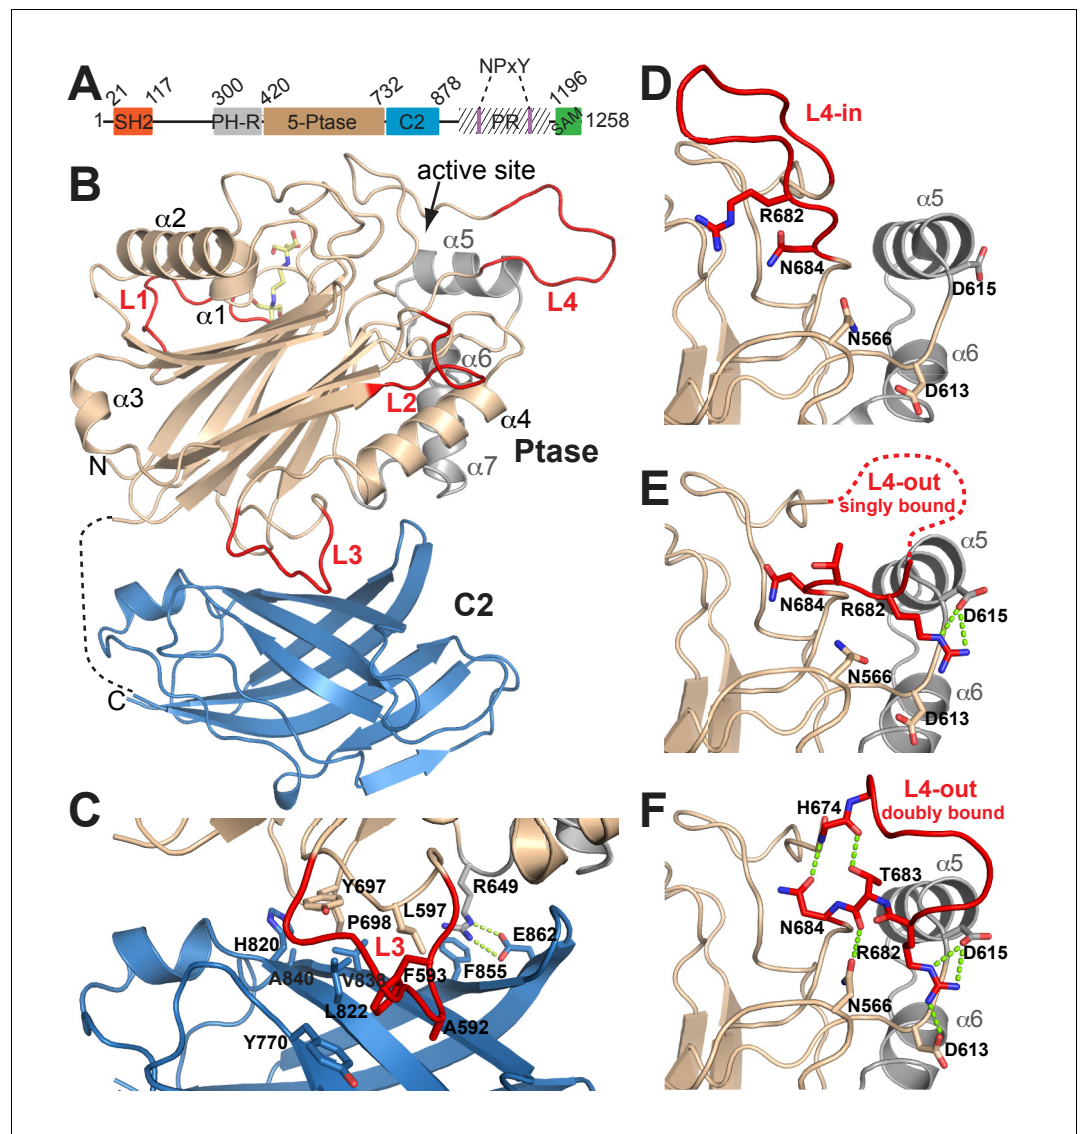 A
21 117 300 420 732 878 NPxY 1196
1 SH2 PH-R 5-Ptase C2 PR SAM 1258
B
active site
α2
α5
L1
α1
L4
α6
α3
L2
α4
N
Ptase
α7
L3
C2
C
C
Y697
R649
L597
P698
H820
L3
E862
A840
V838
F593
F855
L822
A592
Y770
D
L4-in
α5
R682
N684
D615
N566
α6
D613
E
L4-out
singly bound
α5
N684
R682
D615
N566
α6
D613
F
L4-out
doubly bound
H674
α5
T683
N684
R682
D615
N566
α6
D613